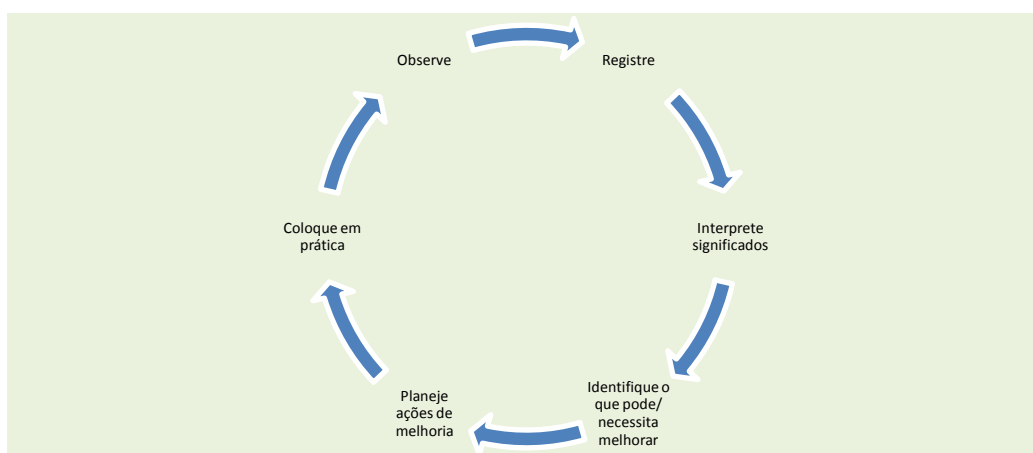 Observe
Registre
Interprete
significados
Identifique o
que pode/
necessita
melhorar
Planeje
ações de
melhoria
Coloque em
prática